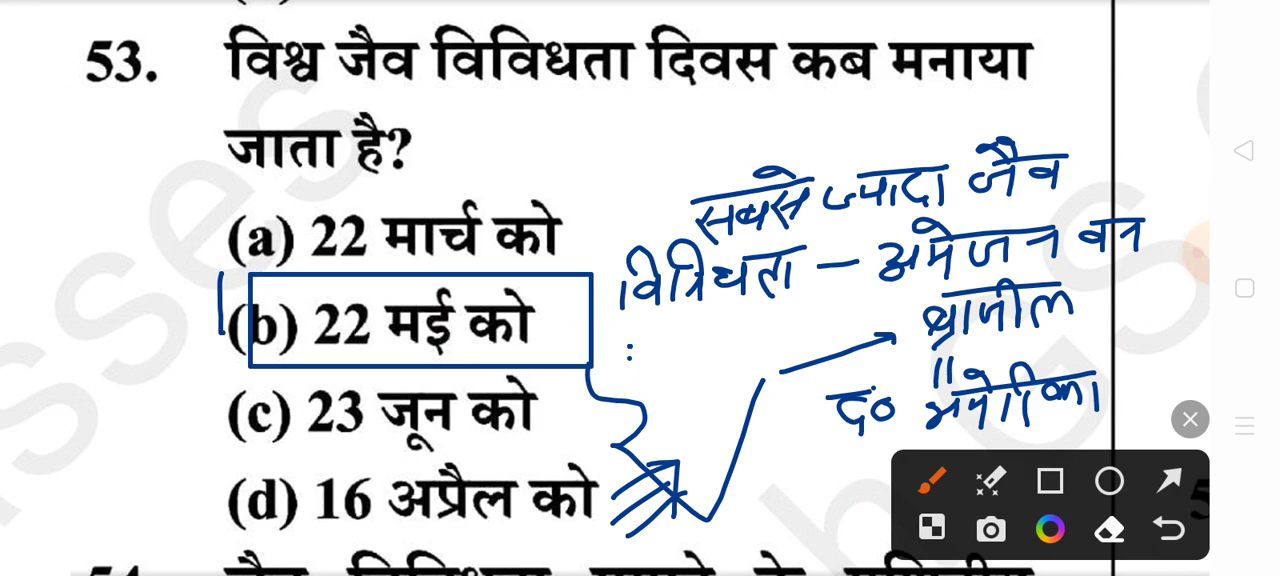 53. विश्व जैव विविधता दिवस कब मनाया
जाता है?
(a) 22 मार्च को
(b) 22 मई को
(c) 23 जून को
(d) 16 अप्रैल को
सबसे ज्यादा जैव
विविधता – अमेजन वन
ब्राजील
द० अमेरीका